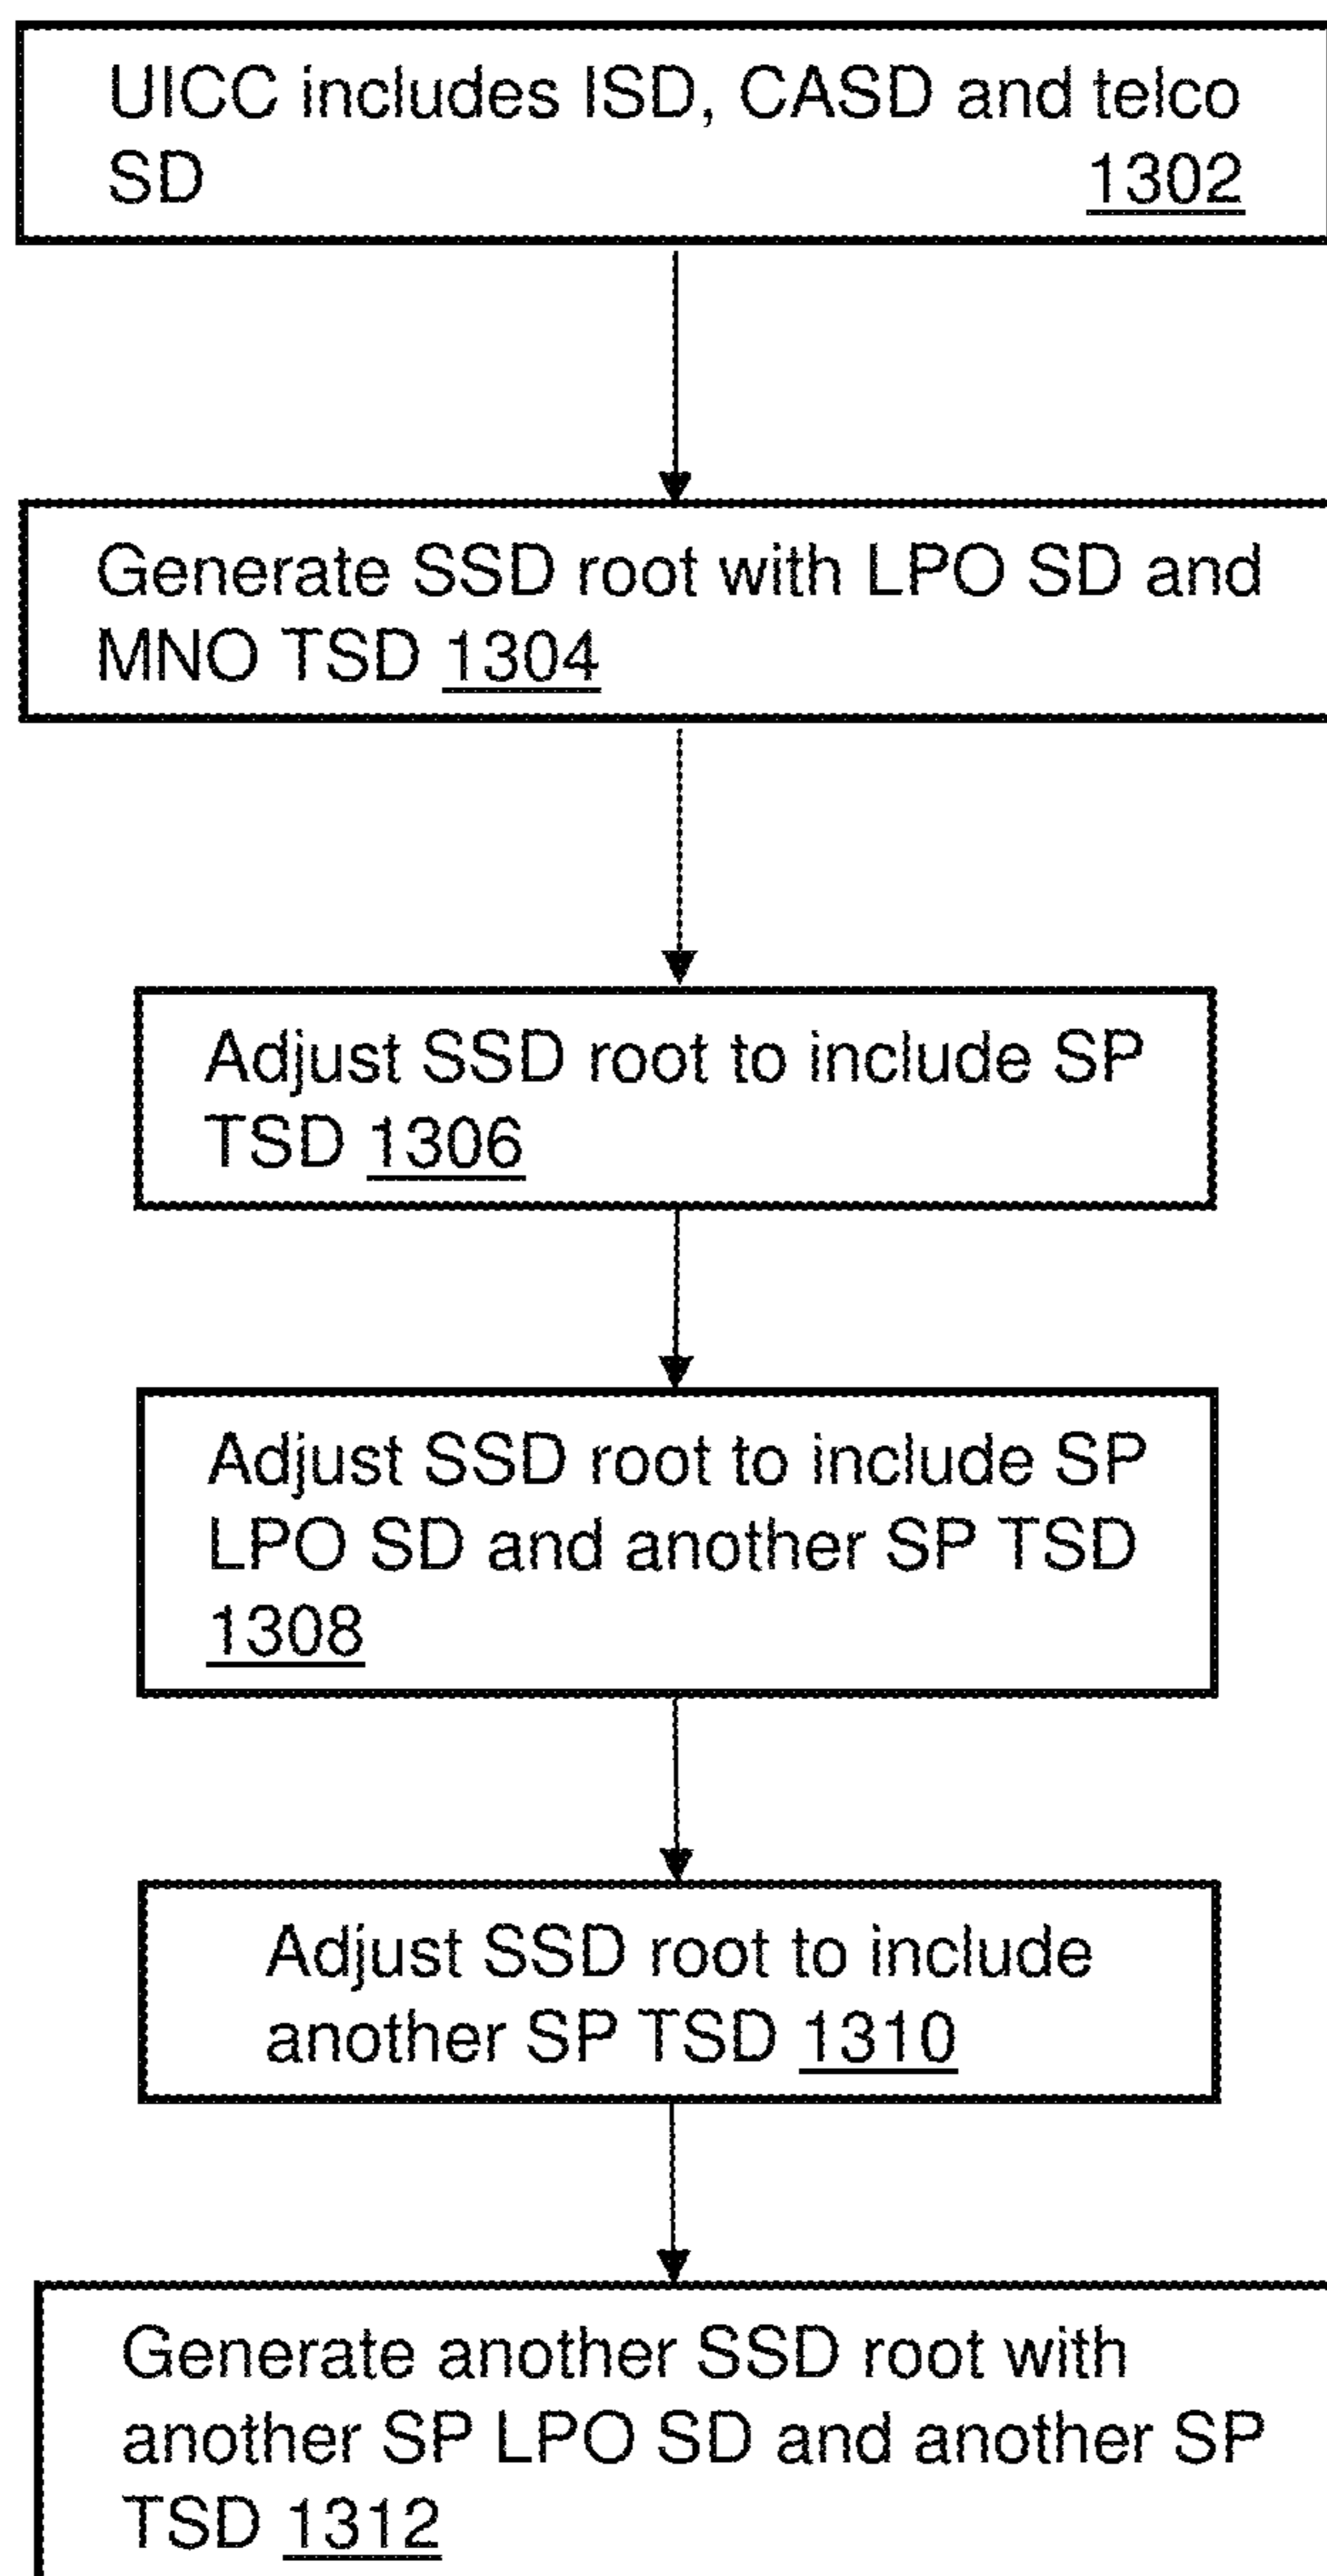 UICC includes ISD, CASD and telco
SD 1302
Generate SSD root with LPO SD and
MNO TSD 1304
Adjust SSD root to include SP
TSD 1306
Adjust SSD root to include SP
LPO SD and another SP TSD
1308
Adjust SSD root to include
another SP TSD 1310
Generate another SSD root with
another SP LPO SD and another SP
TSD 1312